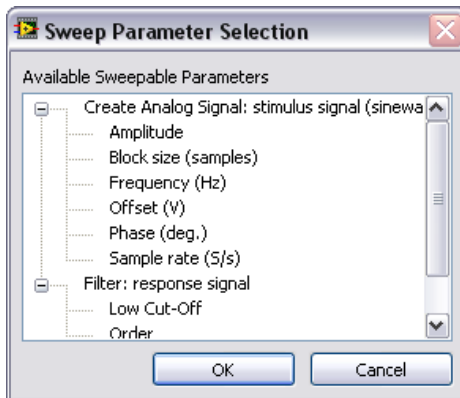 Sweep Parameter Selection
Available Sweepable Parameters
Create Analog Signal: stimulus signal (sinewa
Amplitude
Block size (samples)
Frequency (Hz)
Offset (V)
Phase (deg.)
Sample rate (S/s)
Filter: response signal
Low Cut-Off
Order
OK Cancel